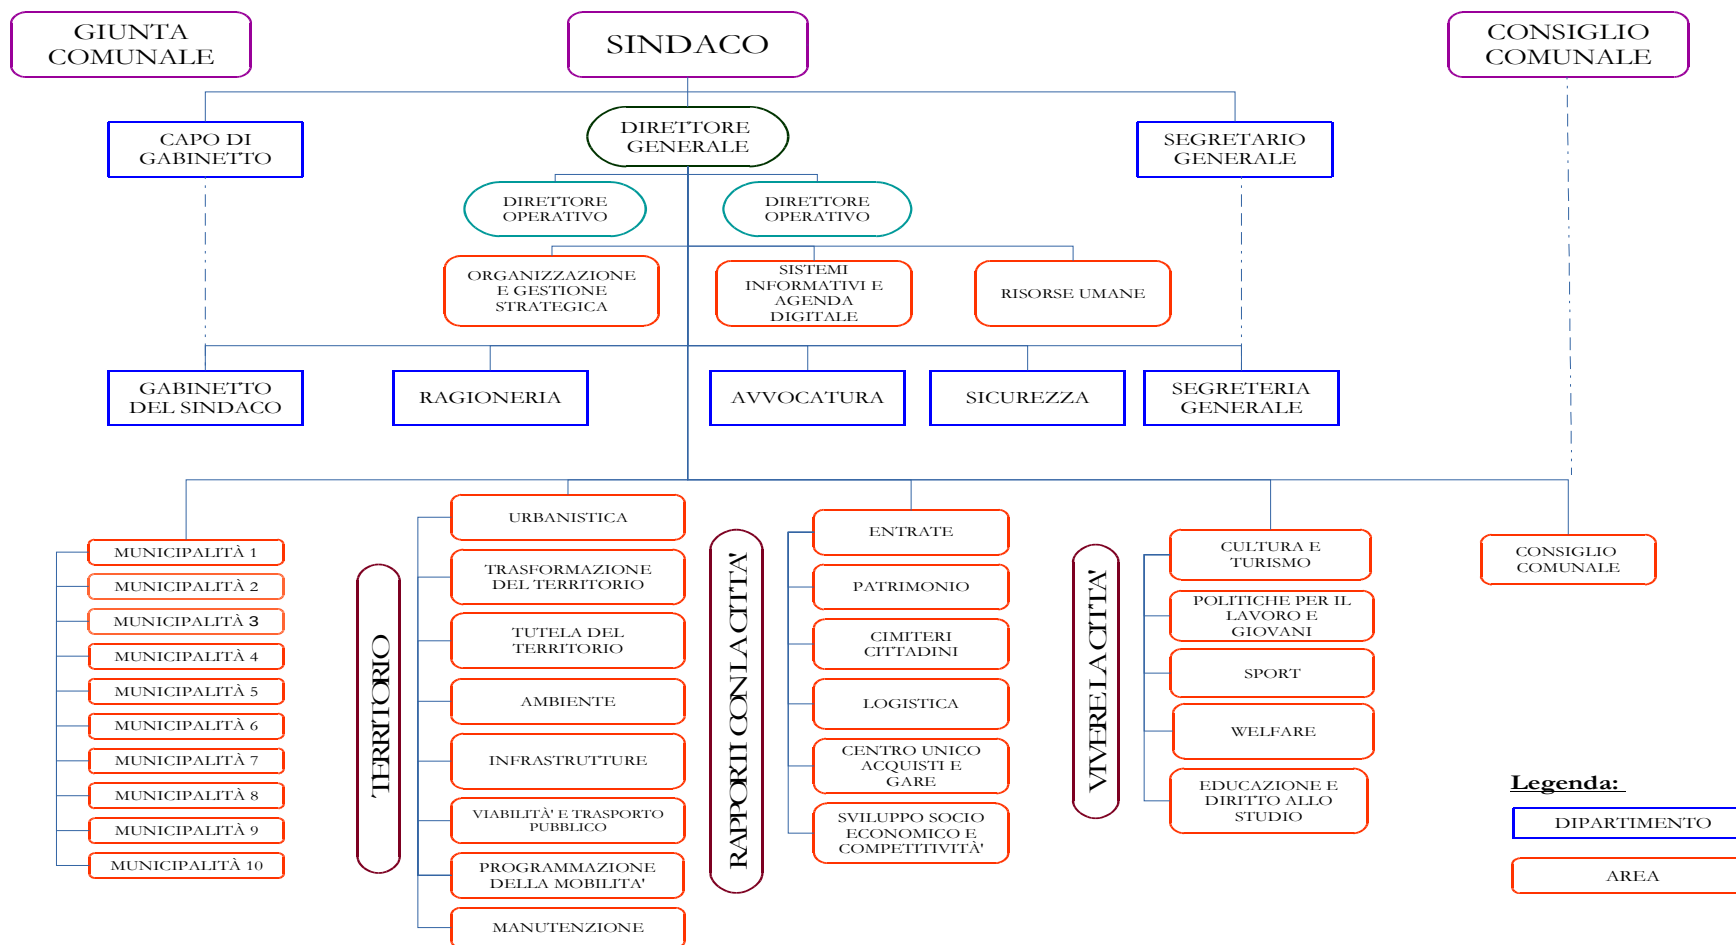 GIUNTA
COMUNALE
SINDACO
CONSIGLIO
COMUNALE
CAPO DI
GABINETTO
DIRETTORE
GENERALE
SEGRETARIO
GENERALE
DIRETTORE
OPERATIVO
DIRETTORE
OPERATIVO
ORGANIZZAZIONE
E GESTIONE
STRATEGICA
SISTEMI
INFORMATIVI E
AGENDA
DIGITALE
RISORSE UMANE
GABINETTO
DEL SINDACO
RAGIONERIA
AVVOCATURA
SICUREZZA
SEGRETERIA
GENERALE
MUNICIPALITÀ 1
MUNICIPALITÀ 2
MUNICIPALITÀ 3
MUNICIPALITÀ 4
MUNICIPALITÀ 5
MUNICIPALITÀ 6
MUNICIPALITÀ 7
MUNICIPALITÀ 8
MUNICIPALITÀ 9
MUNICIPALITÀ 10
TERRITORIO
URBANISTICA
TRASFORMAZIONE
DEL TERRITORIO
TUTELA DEL
TERRITORIO
AMBIENTE
INFRASTRUTTURE
VIABILITÀ' E TRASPORTO
PUBBLICO
PROGRAMMAZIONE
DELLA MOBILITA'
MANUTENZIONE
RAPPORTI CON LA CITTA'
ENTRATE
PATRIMONIO
CIMITERI
CITTADINI
LOGISTICA
CENTRO UNICO
ACQUISTI E
GARE
SVILUPPO SOCIO
ECONOMICO E
COMPETITIVITÀ'
VIVERE LA CITTA'
CULTURA E
TURISMO
POLITICHE PER IL
LAVORO E
GIOVANI
SPORT
WELFARE
EDUCAZIONE E
DIRITTO ALLO
STUDIO
CONSIGLIO
COMUNALE
Legenda:
DIPARTIMENTO
AREA